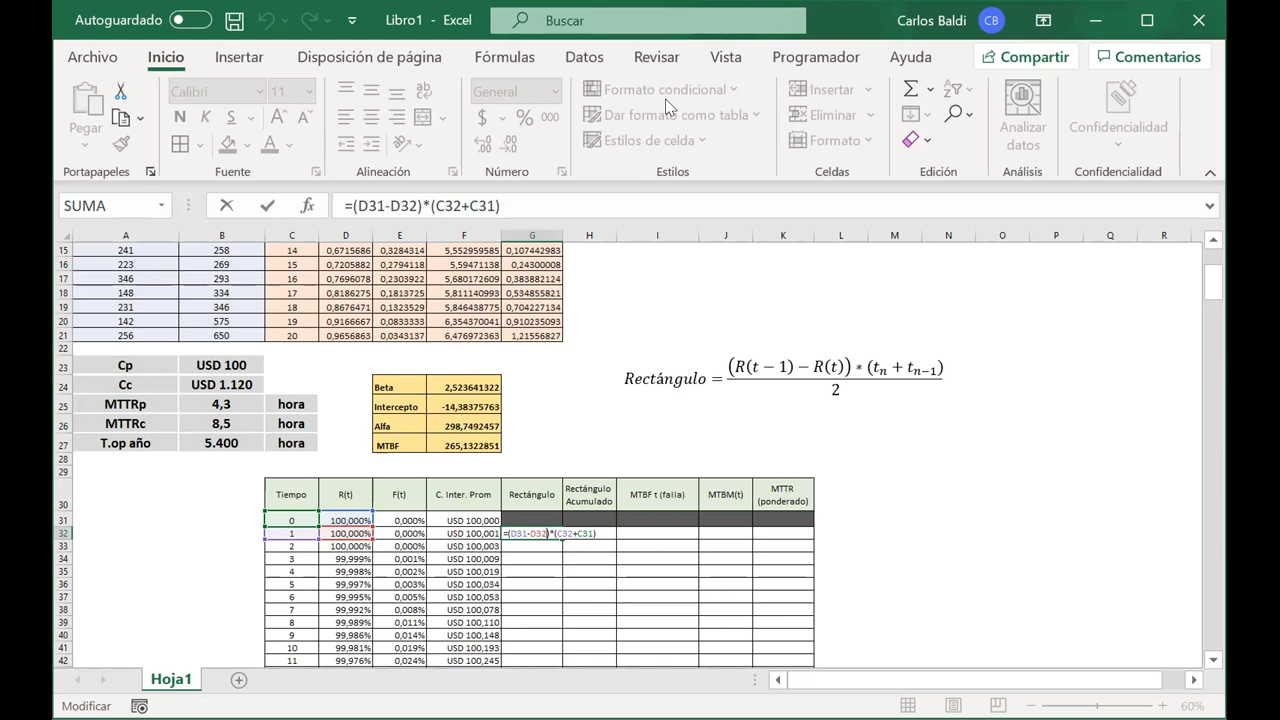 Autoguardado Libro1 - Excel Buscar Carlos Baldi CB
Archivo Inicio Insertar Disposición de página Fórmulas Datos Revisar Vista Programador Ayuda Compartir Comentarios
Pegar Calibri 11 General Formato condicional Insertar Analizar datos Confidencialidad
N K S $ % 000 Dar formato como tabla Eliminar
Estilos de celda Formato
Portapapeles Fuente Alineación Número Estilos Celdas Edición Análisis Confidencialidad
SUMA fx =(D31-D32)*(C32+C31)
A B C D E F G H I J K L M N O P Q R
15 241 258 14 0,6715686 0,3284314 5,552959585 0,107442983
16 223 269 15 0,7205882 0,2794118 5,59471138 0,24300008
17 346 293 16 0,7696078 0,2303922 5,680172609 0,383882124
18 148 334 17 0,8186275 0,1813725 5,811140993 0,534855821
19 231 346 18 0,8676471 0,1323529 5,846438775 0,704227134
20 142 575 19 0,9166667 0,0833333 6,354370041 0,910235093
21 256 650 20 0,9656863 0,0343137 6,476972363 1,21556827
22
23 Cp USD 100
24 Cc USD 1.120 Beta 2,523641322
25 MTTRp 4,3 hora Intercepto -14,38375763
26 MTTRc 8,5 hora Alfa 298,7492457
27 T.op año 5.400 hora MTBF 265,1322851
Rectángulo = (R(t − 1) − R(t)) ∗ (tn + tn−1)
2
28
29
30 Tiempo R(t) F(t) C. Inter. Prom Rectángulo Rectángulo Acumulado MTBF t (falla) MTBM(t) MTTR (ponderado)
31 0 100,000% 0,000% USD 100,000
32 1 100,000% 0,000% USD 100,001 =(D31-D32)*(C32+C31)
33 2 100,000% 0,000% USD 100,003
34 3 99,999% 0,001% USD 100,009
35 4 99,998% 0,002% USD 100,019
36 5 99,997% 0,003% USD 100,034
37 6 99,995% 0,005% USD 100,053
38 7 99,992% 0,008% USD 100,078
39 8 99,989% 0,011% USD 100,110
40 9 99,986% 0,014% USD 100,148
41 10 99,981% 0,019% USD 100,193
42 11 99,976% 0,024% USD 100,245
Hoja1
Modificar 60%